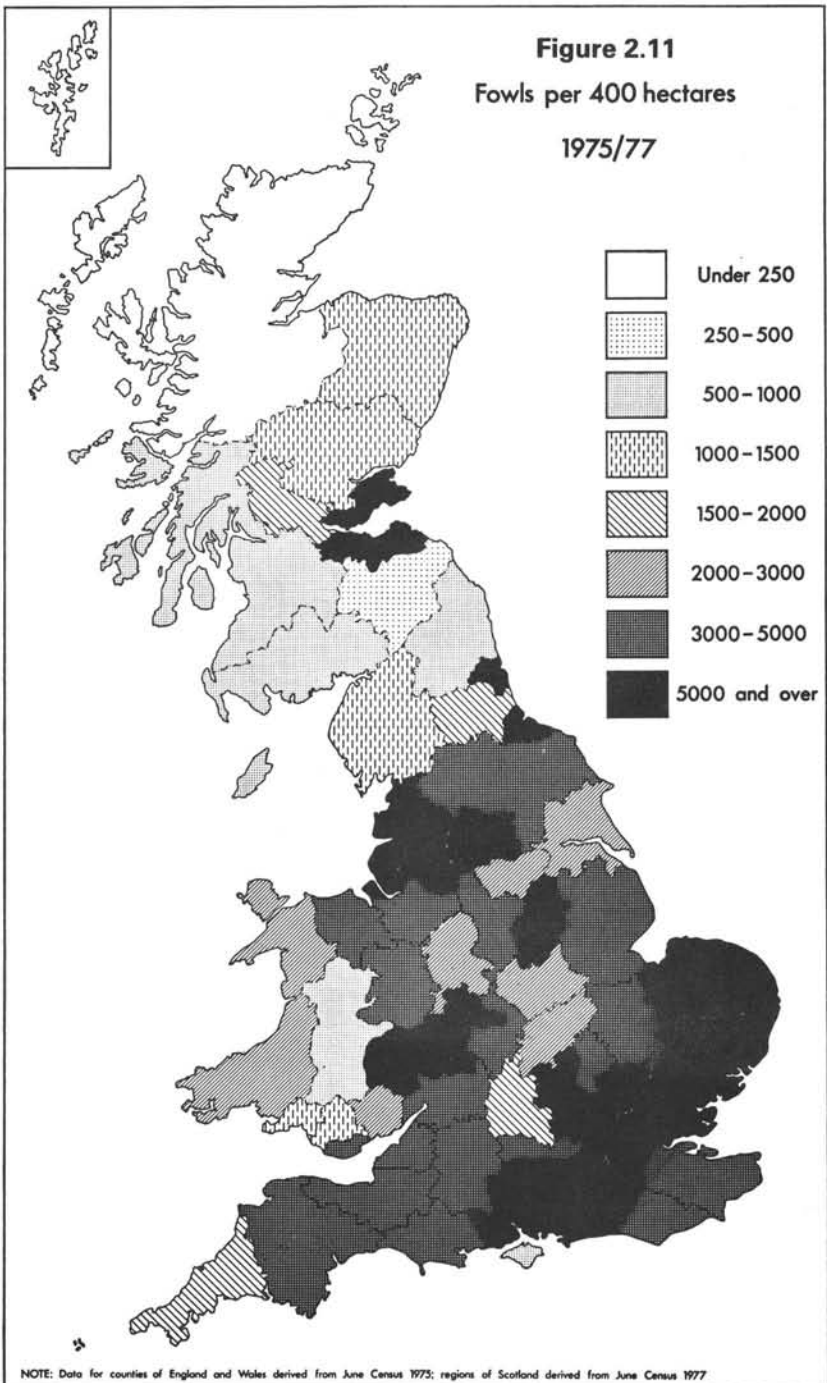 Figure 2.11
Fowls per 400 hectares
1975/77
Under 250
250-500
500-1000
1000-1500
1500-2000
2000-3000
3000-5000
5000 and over
NOTE: Data for counties of England and Wales derived from June Census 1975; regions of Scotland derived from June Census 1977